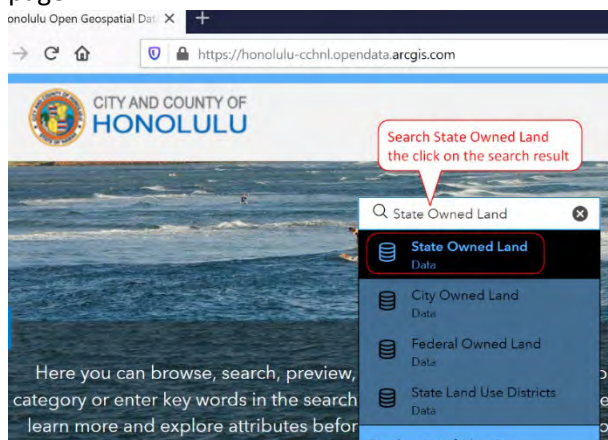 page
onolulu Open Geospatial Dat
https://honolulu-cchnl.opendata.arcgis.com
CITY AND COUNTY OF
HONOLULU
Search State Owned Land
the click on the search result
State Owned Land
State Owned Land
Data
City Owned Land
Data
Federal Owned Land
Data
State Land Use Districts
Data
Here you can browse, search, preview,
category or enter key words in the search
learn more and explore attributes befor